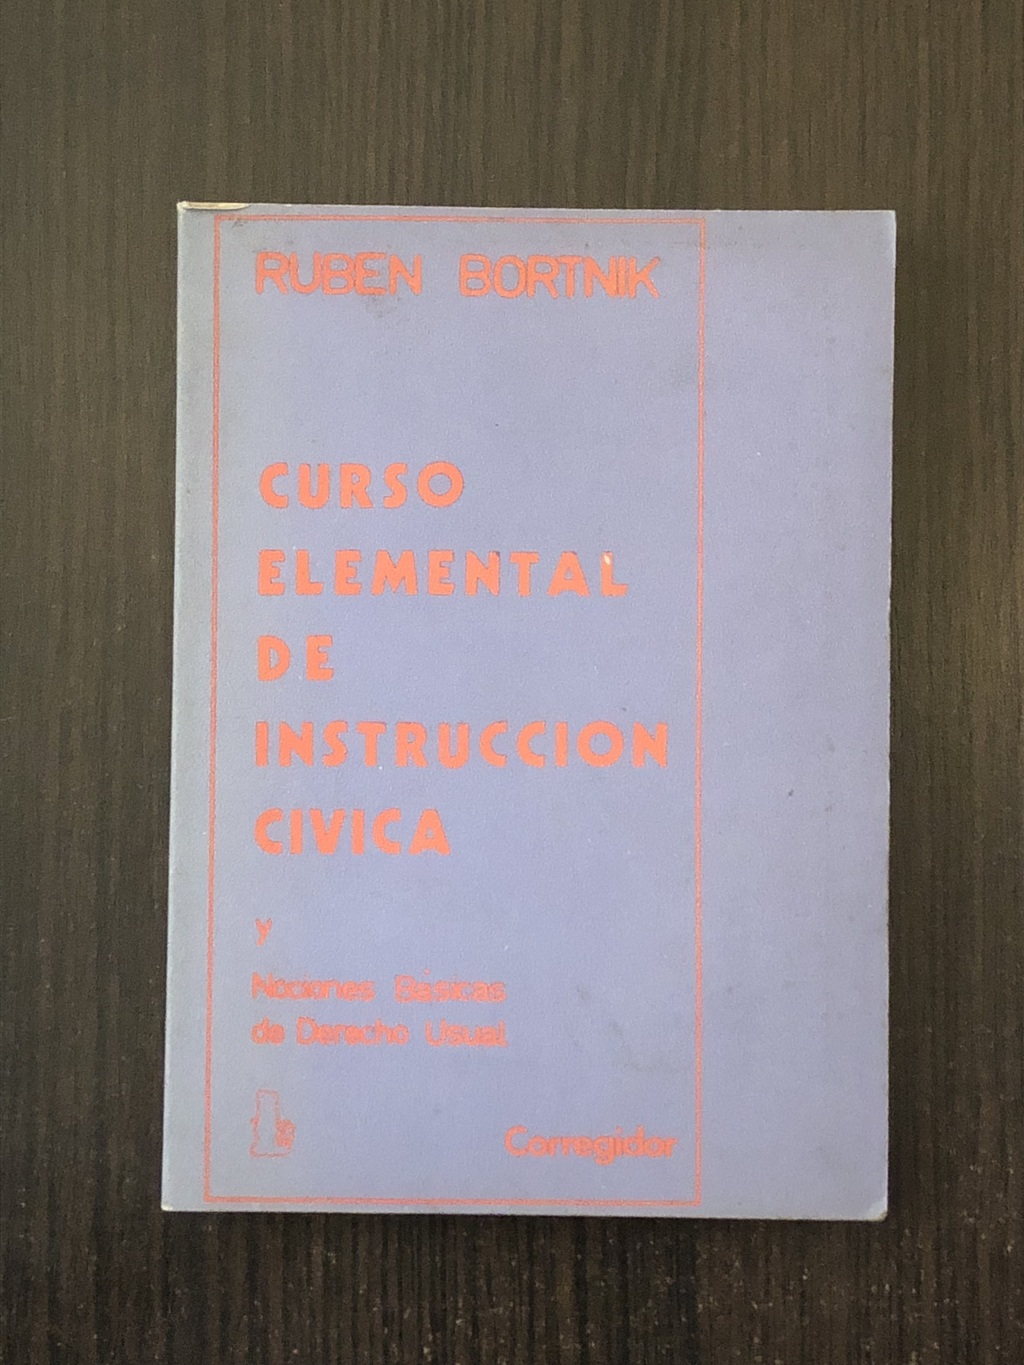 RUBEN BORTNIK
CURSO
ELEMENTAL
DE
INSTRUCCION
CIVICA
y
Nociones Básicas
de Derecho Usual
Corregidor